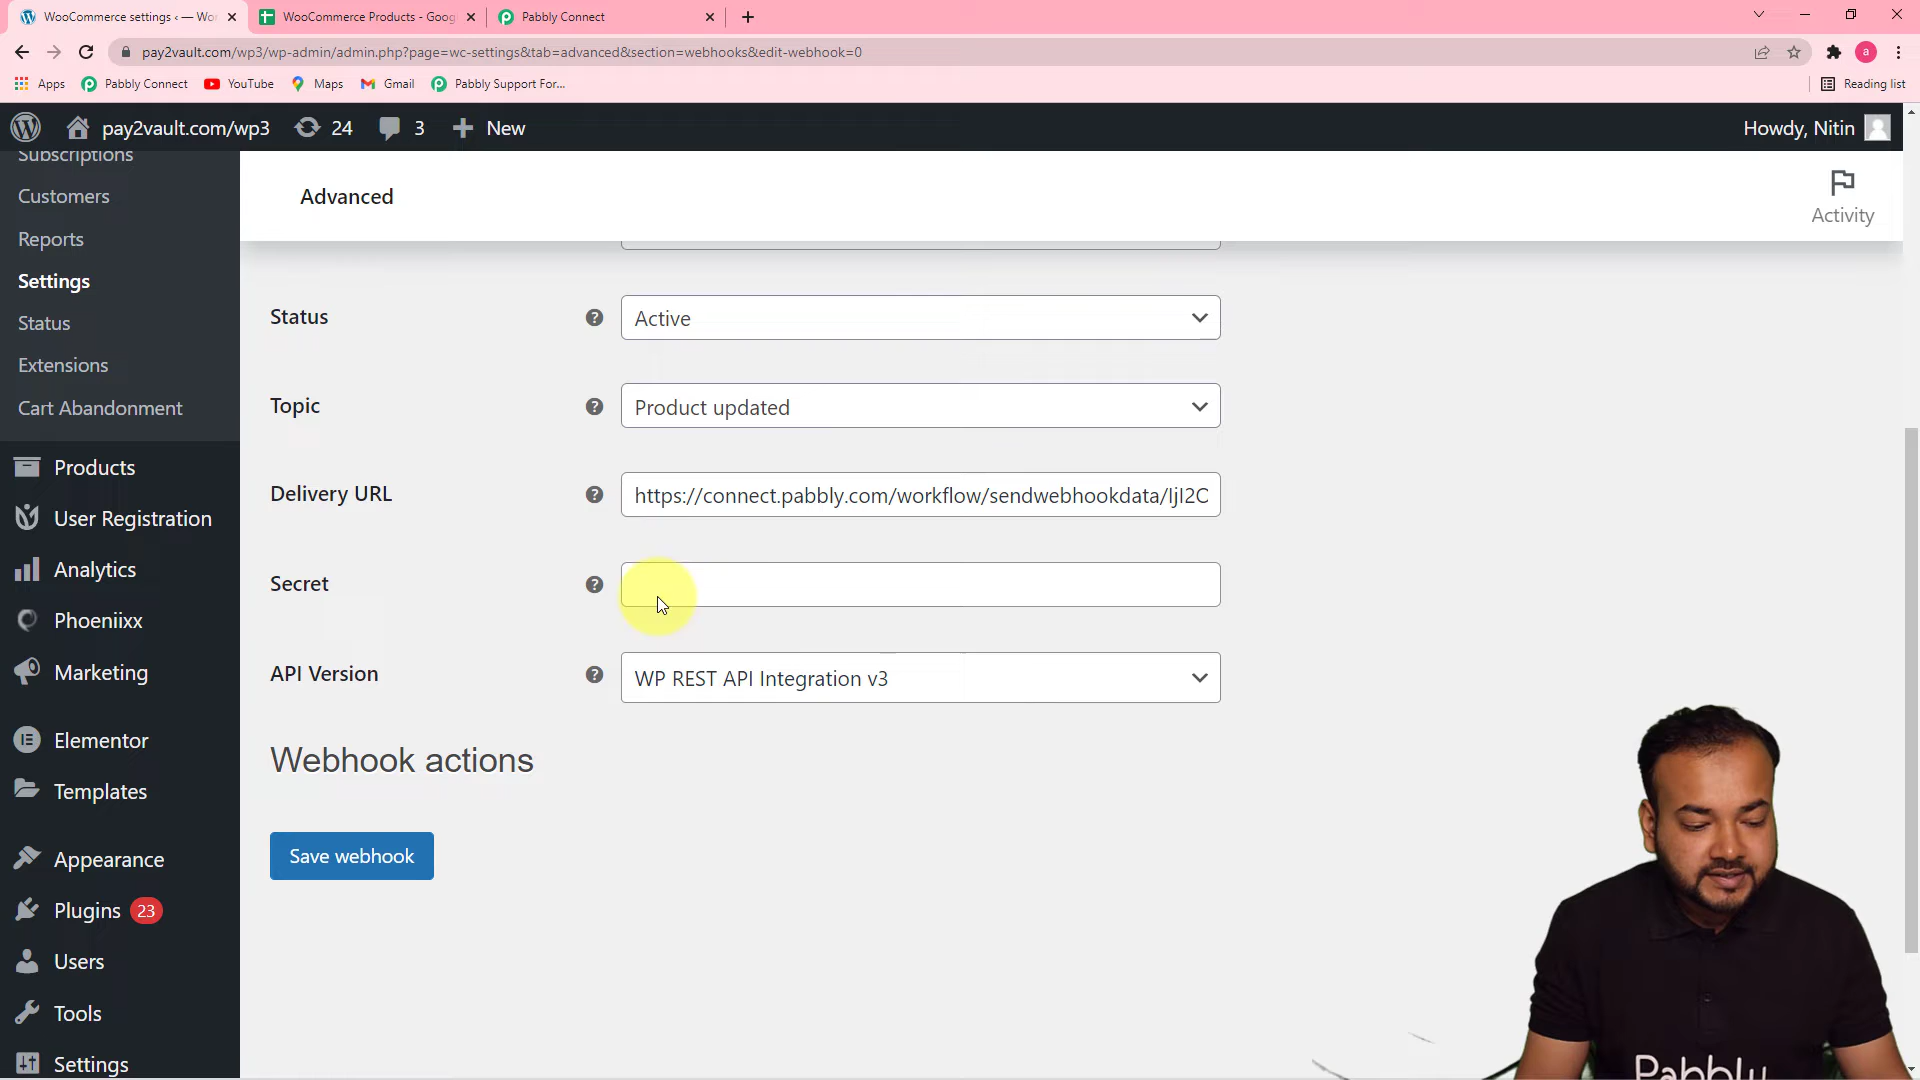 WooCommerce settings ‹ — Wor
WooCommerce Products - Goog
Pabbly Connect
pay2vault.com/wp3/wp-admin/admin.php?page=wc-settings&tab=advanced&section=webhooks&edit-webhook=0
a
Apps
Pabbly Connect
YouTube
Maps
Gmail
Pabbly Support For...
Reading list
pay2vault.com/wp3
24
3
New
Howdy, Nitin
Subscriptions
Customers
Reports
Settings
Status
Extensions
Cart Abandonment
Products
User Registration
Analytics
Phoeniixx
Marketing
Elementor
Templates
Appearance
Plugins 23
Users
Tools
Settings
Advanced
Activity
Status
Active
Topic
Product updated
Delivery URL
https://connect.pabbly.com/workflow/sendwebhookdata/IjI2C
Secret
API Version
WP REST API Integration v3
Webhook actions
Save webhook
Pabbly